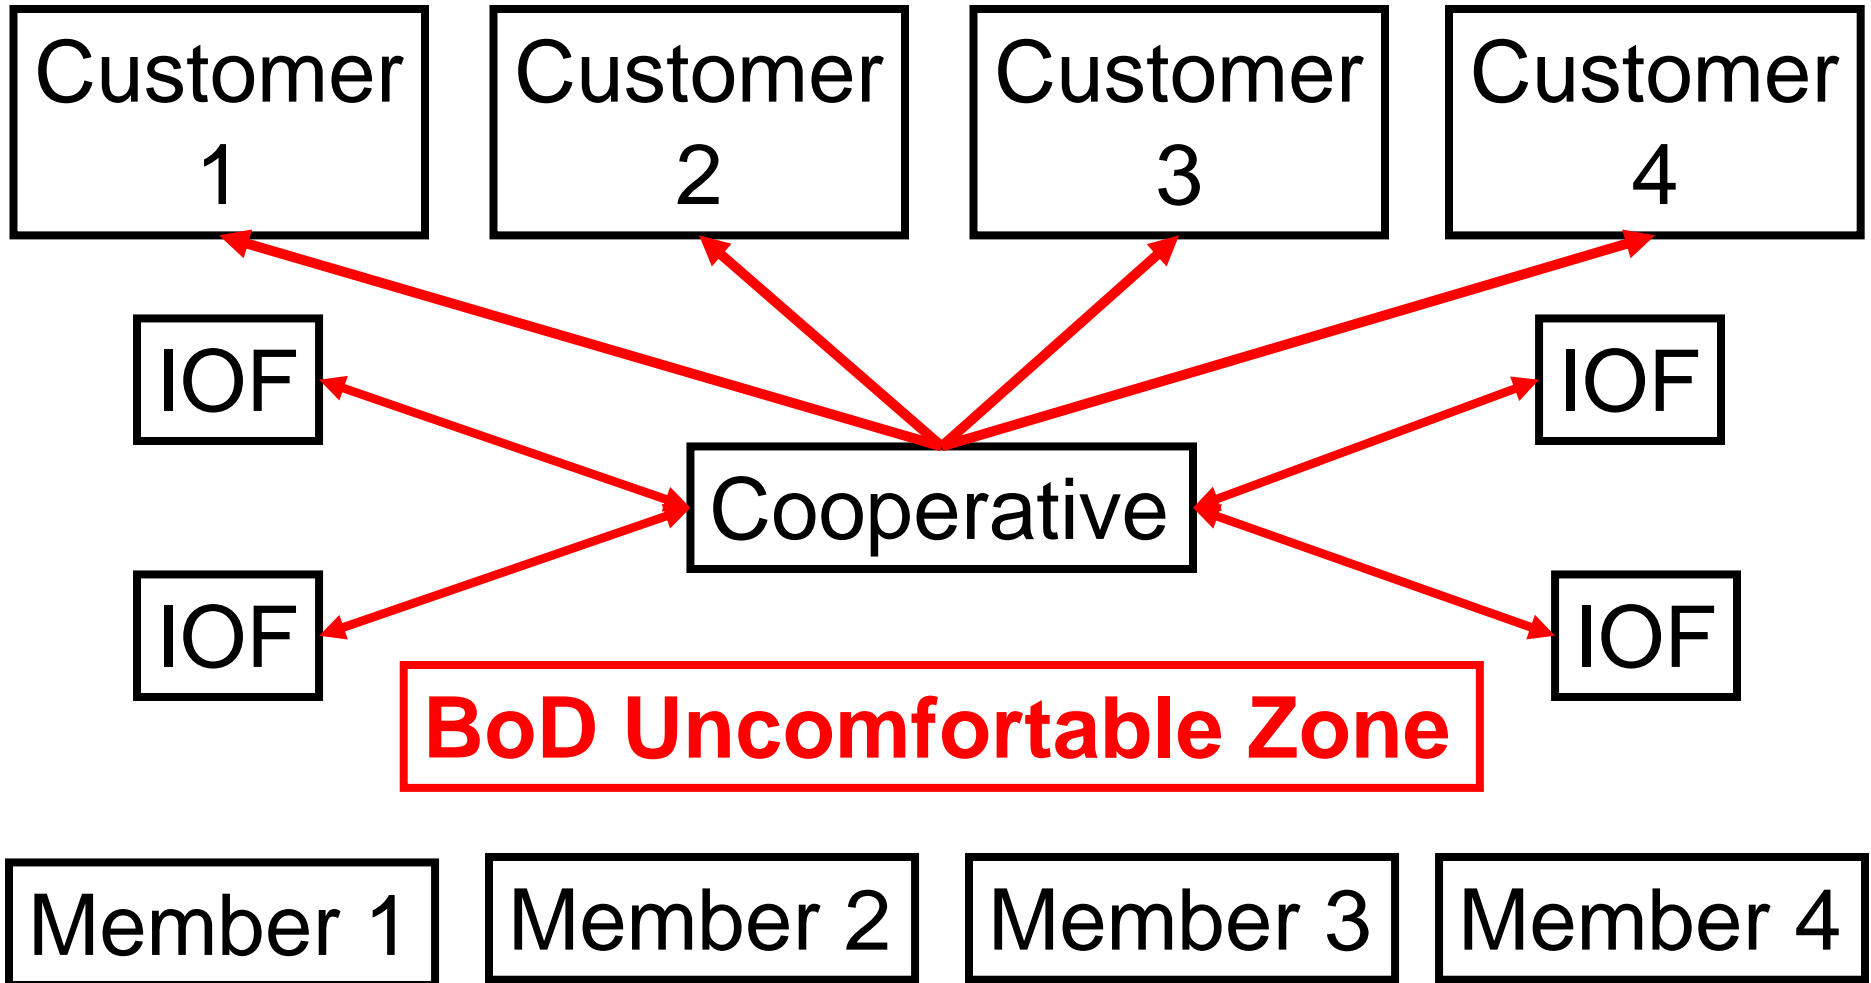 Customer
1
Customer
2
Customer
3
Customer
4
IOF
IOF
Cooperative
IOF
IOF
BoD Uncomfortable Zone
Member 1
Member 2
Member 3
Member 4